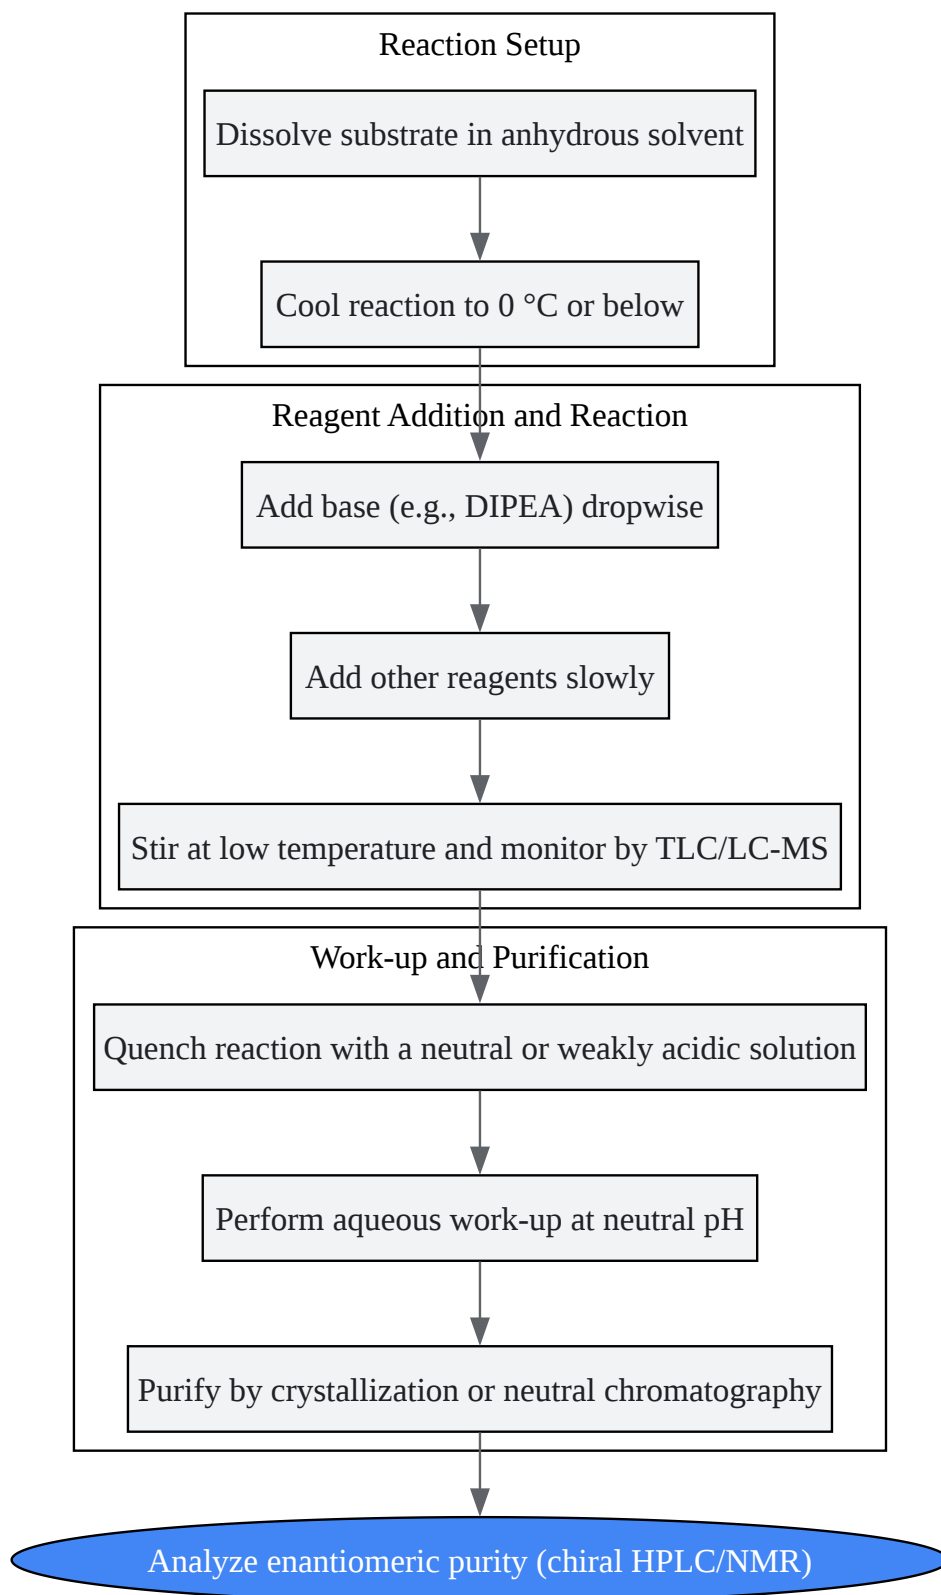 Reaction Setup
Dissolve substrate in anhydrous solvent
Cool reaction to 0 °C or below
Reagent Addition and Reaction
Add base (e.g., DIPEA) dropwise
Add other reagents slowly
Stir at low temperature and monitor by TLC/LC-MS
Work-up and Purification
Quench reaction with a neutral or weakly acidic solution
Perform aqueous work-up at neutral pH
Purify by crystallization or neutral chromatography
Analyze enantiomeric purity (chiral HPLC/NMR)